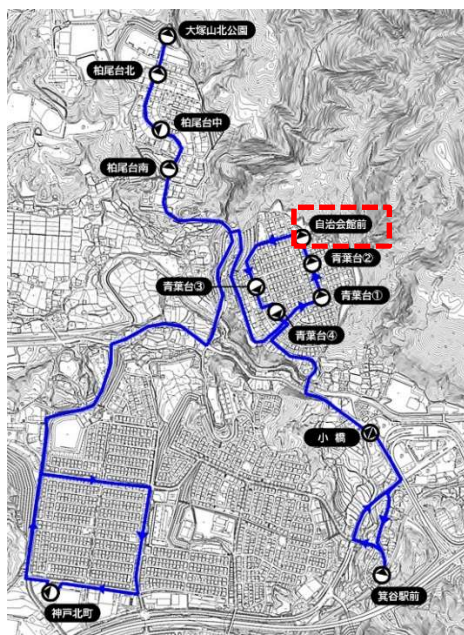 大塚山北公園
柏尾台北
柏尾台中
柏尾台南
自治会館前
青葉台②
青葉台③
青葉台①
青葉台④
小橋
箕谷駅前
神戸北町